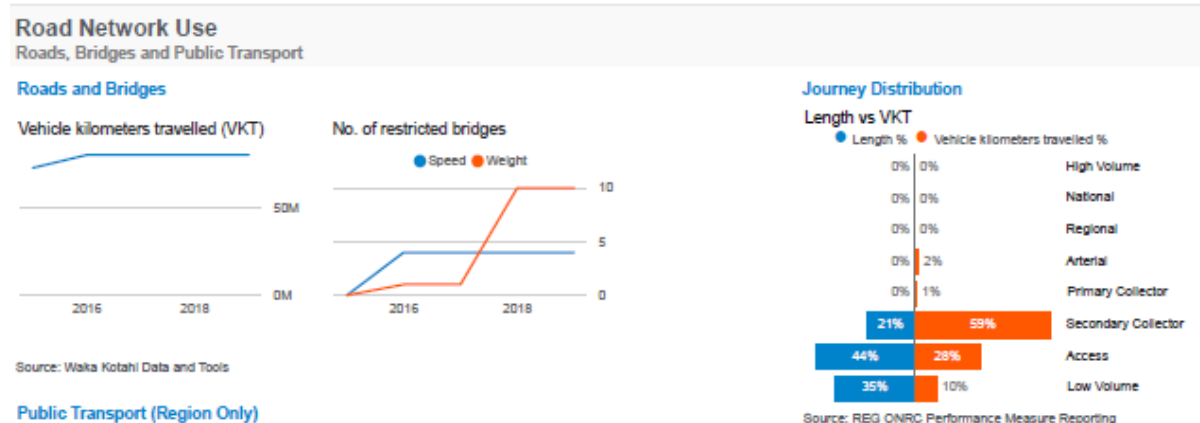 Road Network Use
Roads, Bridges and Public Transport
Roads and Bridges
Vehicle kilometers travelled (VKT)
50M
0M
2016
2018
No. of restricted bridges
Speed Weight
10
5
0
2016
2018
Source: Waka Kotahi Data and Tools
Public Transport (Region Only)
Journey Distribution
Length vs VKT
Length % Vehicle kilometers travelled %
0% 0% High Volume
0% 0% National
0% 0% Regional
0% 2% Arterial
0% 1% Primary Collector
21% 59% Secondary Collector
44% 28% Access
35% 10% Low Volume
Source: REG ONRC Performance Measure Reporting